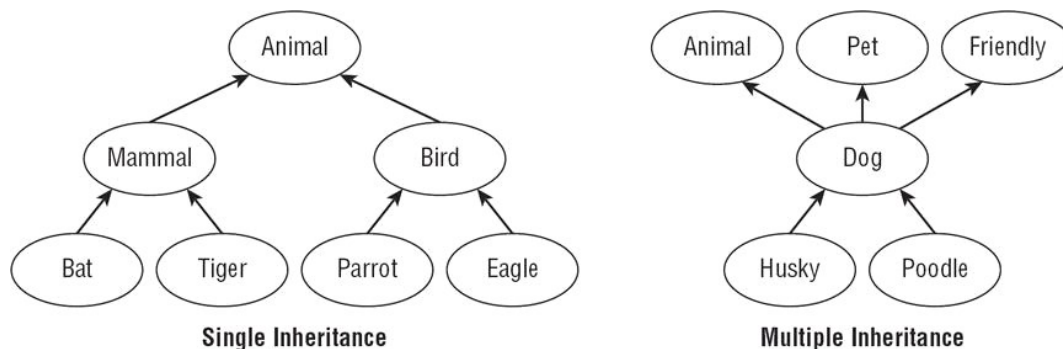 Animal
Animal Pet Friendly
Mammal Bird
Dog
Bat Tiger Parrot Eagle
Husky Poodle
Single Inheritance
Multiple Inheritance